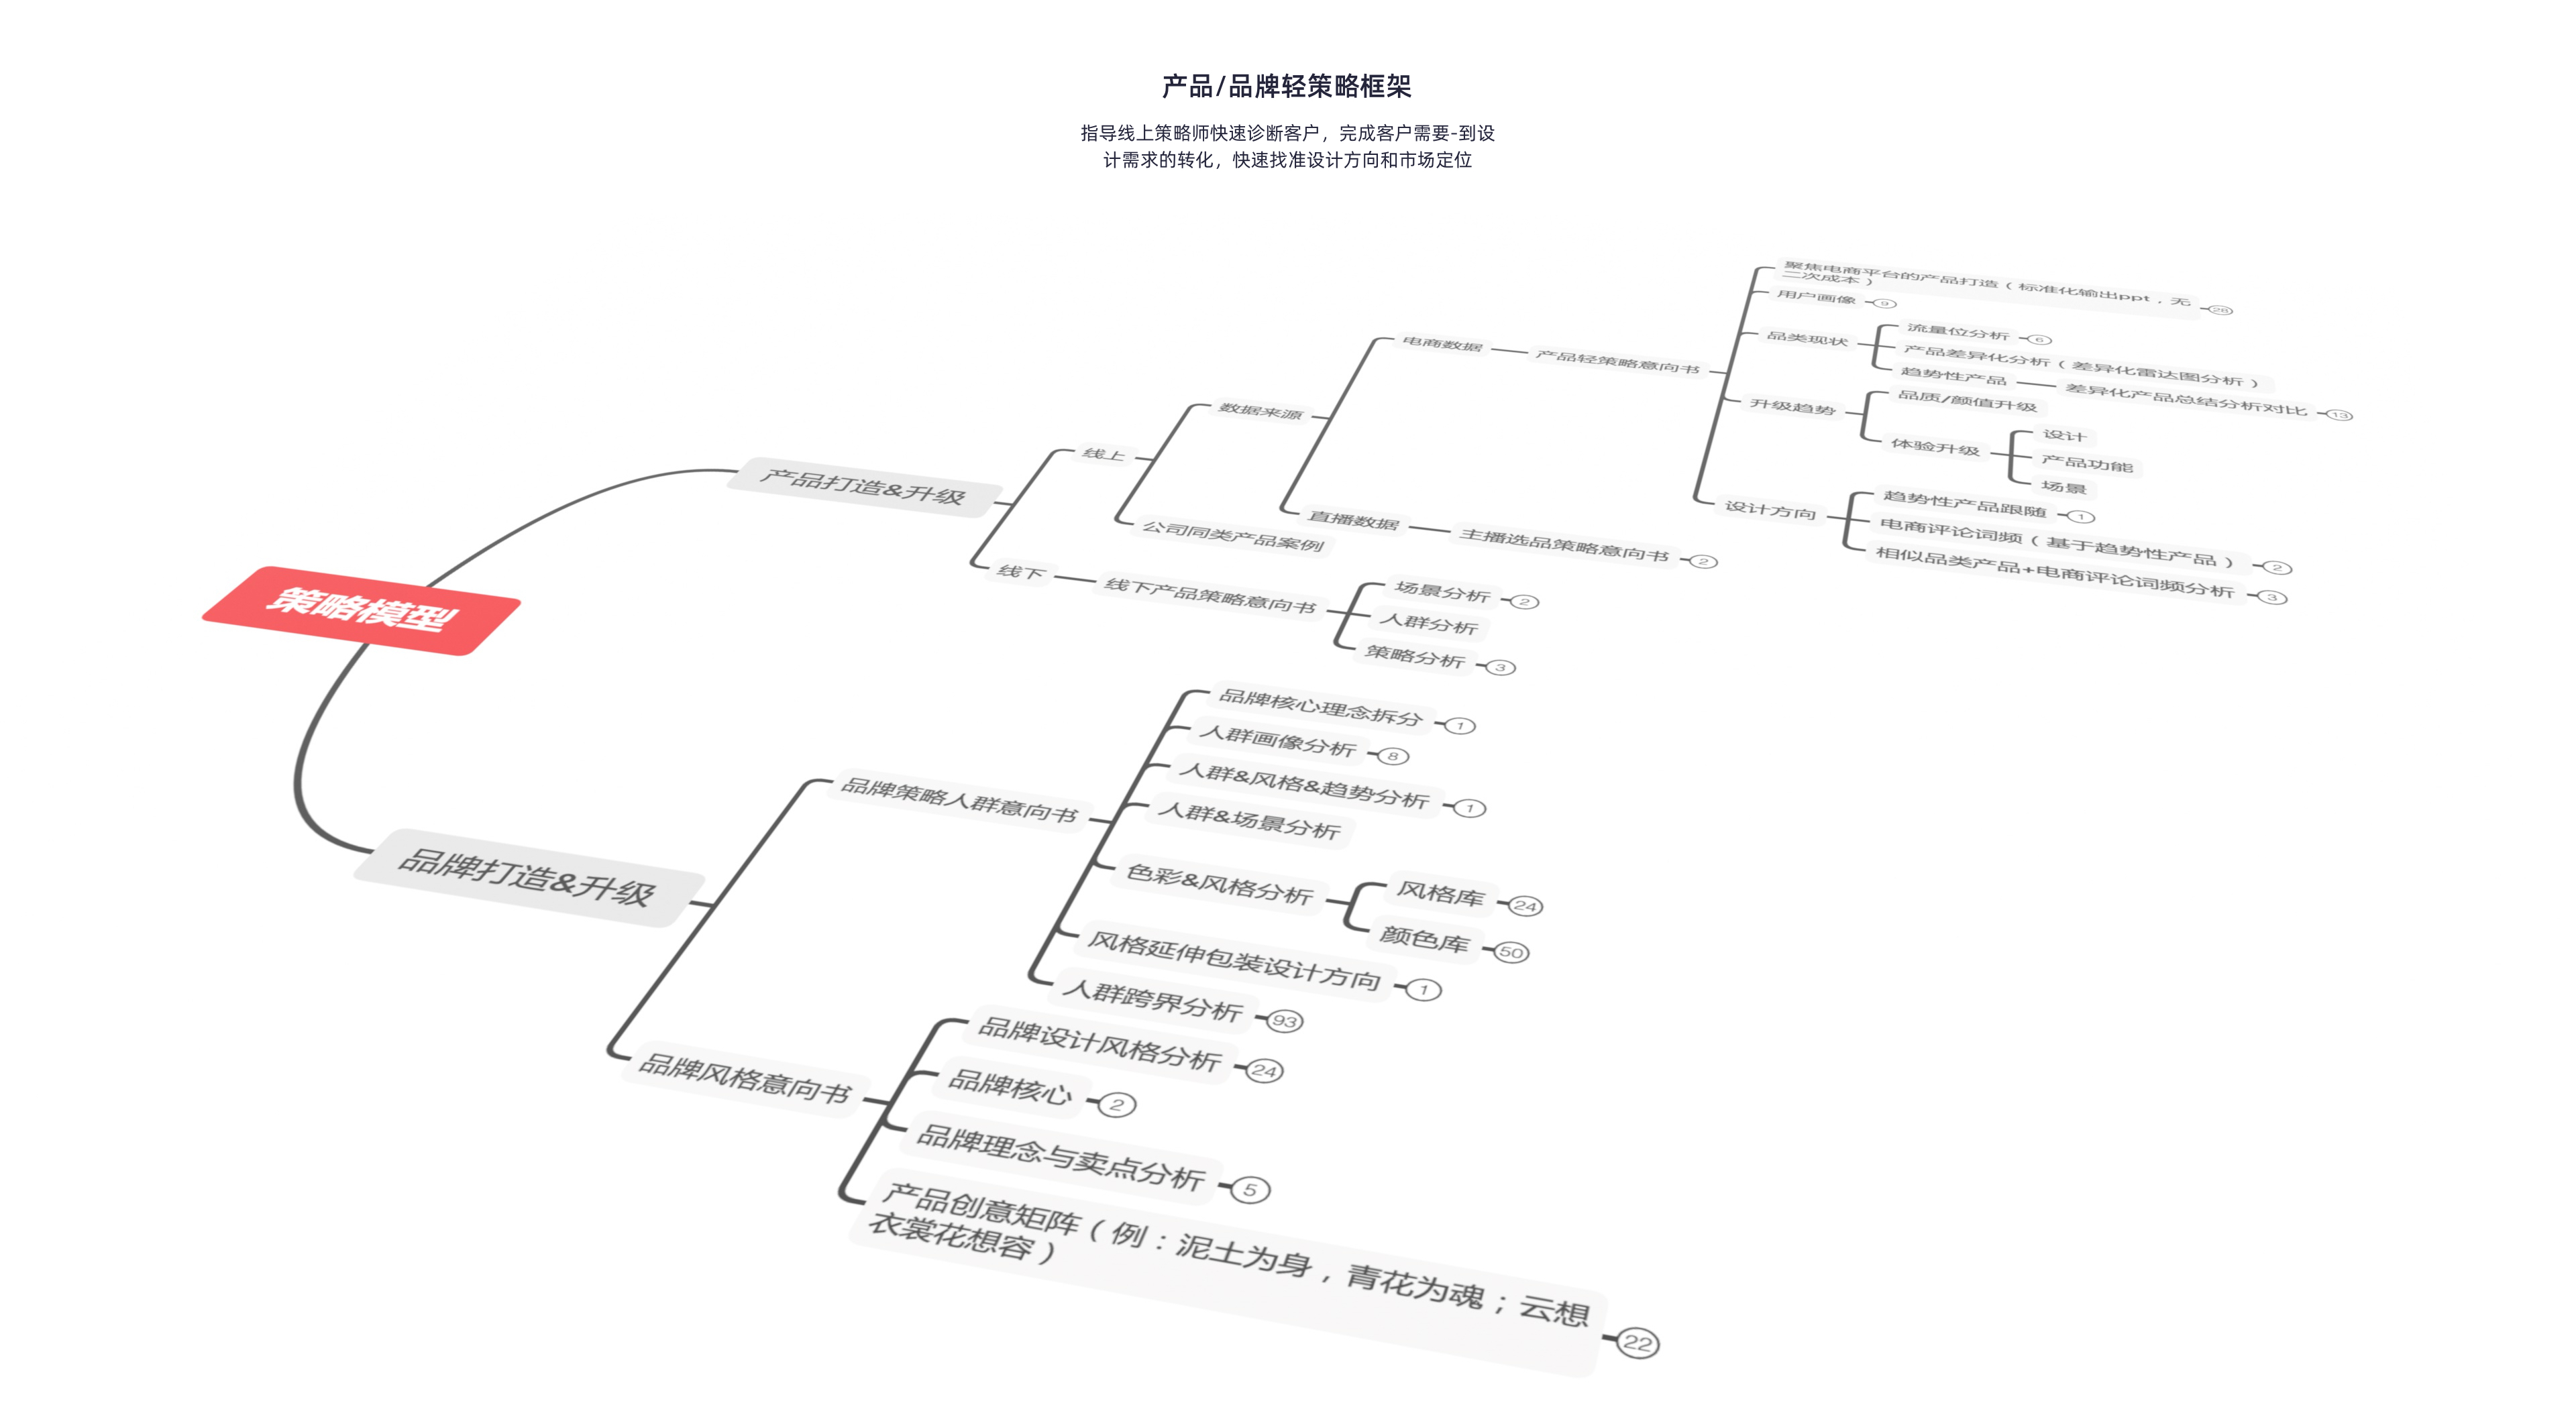 产品/品牌轻策略框架
指导线上策略师快速诊断客户，完成客户需要-到设
计需求的转化，快速找准设计方向和市场定位
策略模型
产品打造&升级
线上
数据来源
电商数据
产品轻策略意向书
聚焦电商平台的产品打造（标准化输出ppt，无
二次成本）
28
用户画像
9
品类现状
流量位分析
6
产品差异化分析（差异化雷达图分析）
趋势性产品
差异化产品总结分析对比
13
升级趋势
品质/颜值升级
体验升级
设计
产品功能
场景
设计方向
趋势性产品跟随
1
电商评论词频（基于趋势性产品）
2
相似品类产品+电商评论词频分析
3
直播数据
主播选品策略意向书
2
公司同类产品案例
线下
线下产品策略意向书
场景分析
2
人群分析
策略分析
3
品牌打造&升级
品牌策略人群意向书
品牌核心理念拆分
1
人群画像分析
8
人群&风格&趋势分析
1
人群&场景分析
色彩&风格分析
风格库
24
颜色库
50
风格延伸包装设计方向
1
人群跨界分析
93
品牌风格意向书
品牌设计风格分析
24
品牌核心
2
品牌理念与卖点分析
5
产品创意矩阵（例：泥土为身，青花为魂；云想
衣裳花想容）
22